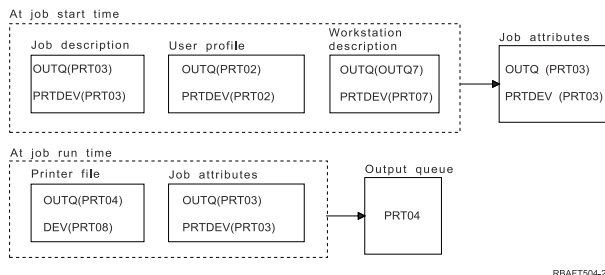 At job start time
Job description
User profile
Workstation
description
OUTQ(PRT03)
PRTDEV(PRT03)
OUTQ(PRT02)
PRTDEV(PRT02)
OUTQ(OUTQ7)
PRTDEV(PRT07)
Job attributes
OUTQ (PRT03)
PRTDEV (PRT03)
At job run time
Printer file
Job attributes
OUTQ(PRT04)
DEV(PRT08)
OUTQ(PRT03)
PRTDEV(PRT03)
Output queue
PRT04
RBAFT504-2